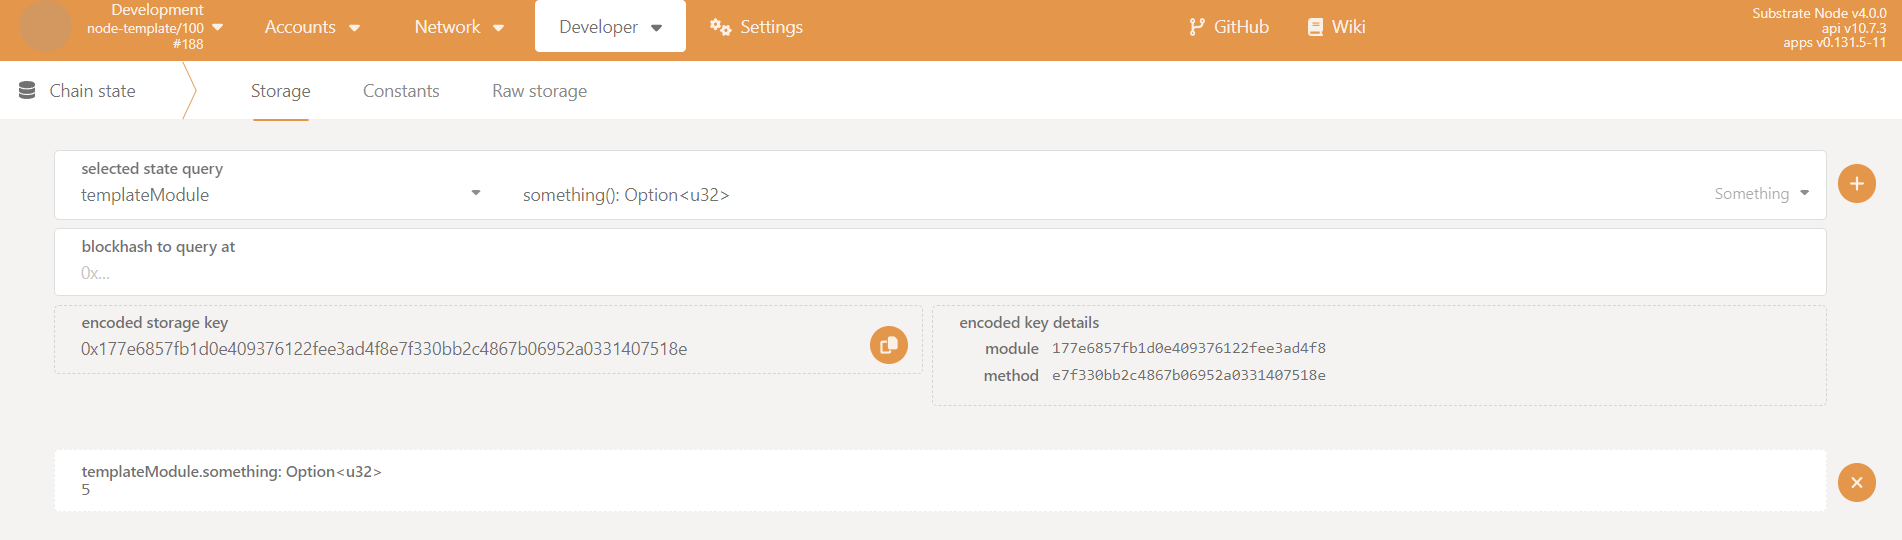 Development
node-template/100
#188
Accounts
Network
Developer
Settings
GitHub
Wiki
Substrate Node v4.0.0
api v10.7.3
apps v0.131.5-11
Chain state
Storage
Constants
Raw storage
selected state query
templateModule
something(): Option<u32>
Something
blockhash to query at
0x...
encoded storage key
0x177e6857fb1d0e409376122fee3ad4f8e7f330bb2c4867b06952a0331407518e
encoded key details
module 177e6857fb1d0e409376122fee3ad4f8
method e7f330bb2c4867b06952a0331407518e
templateModule.something: Option<u32>
5